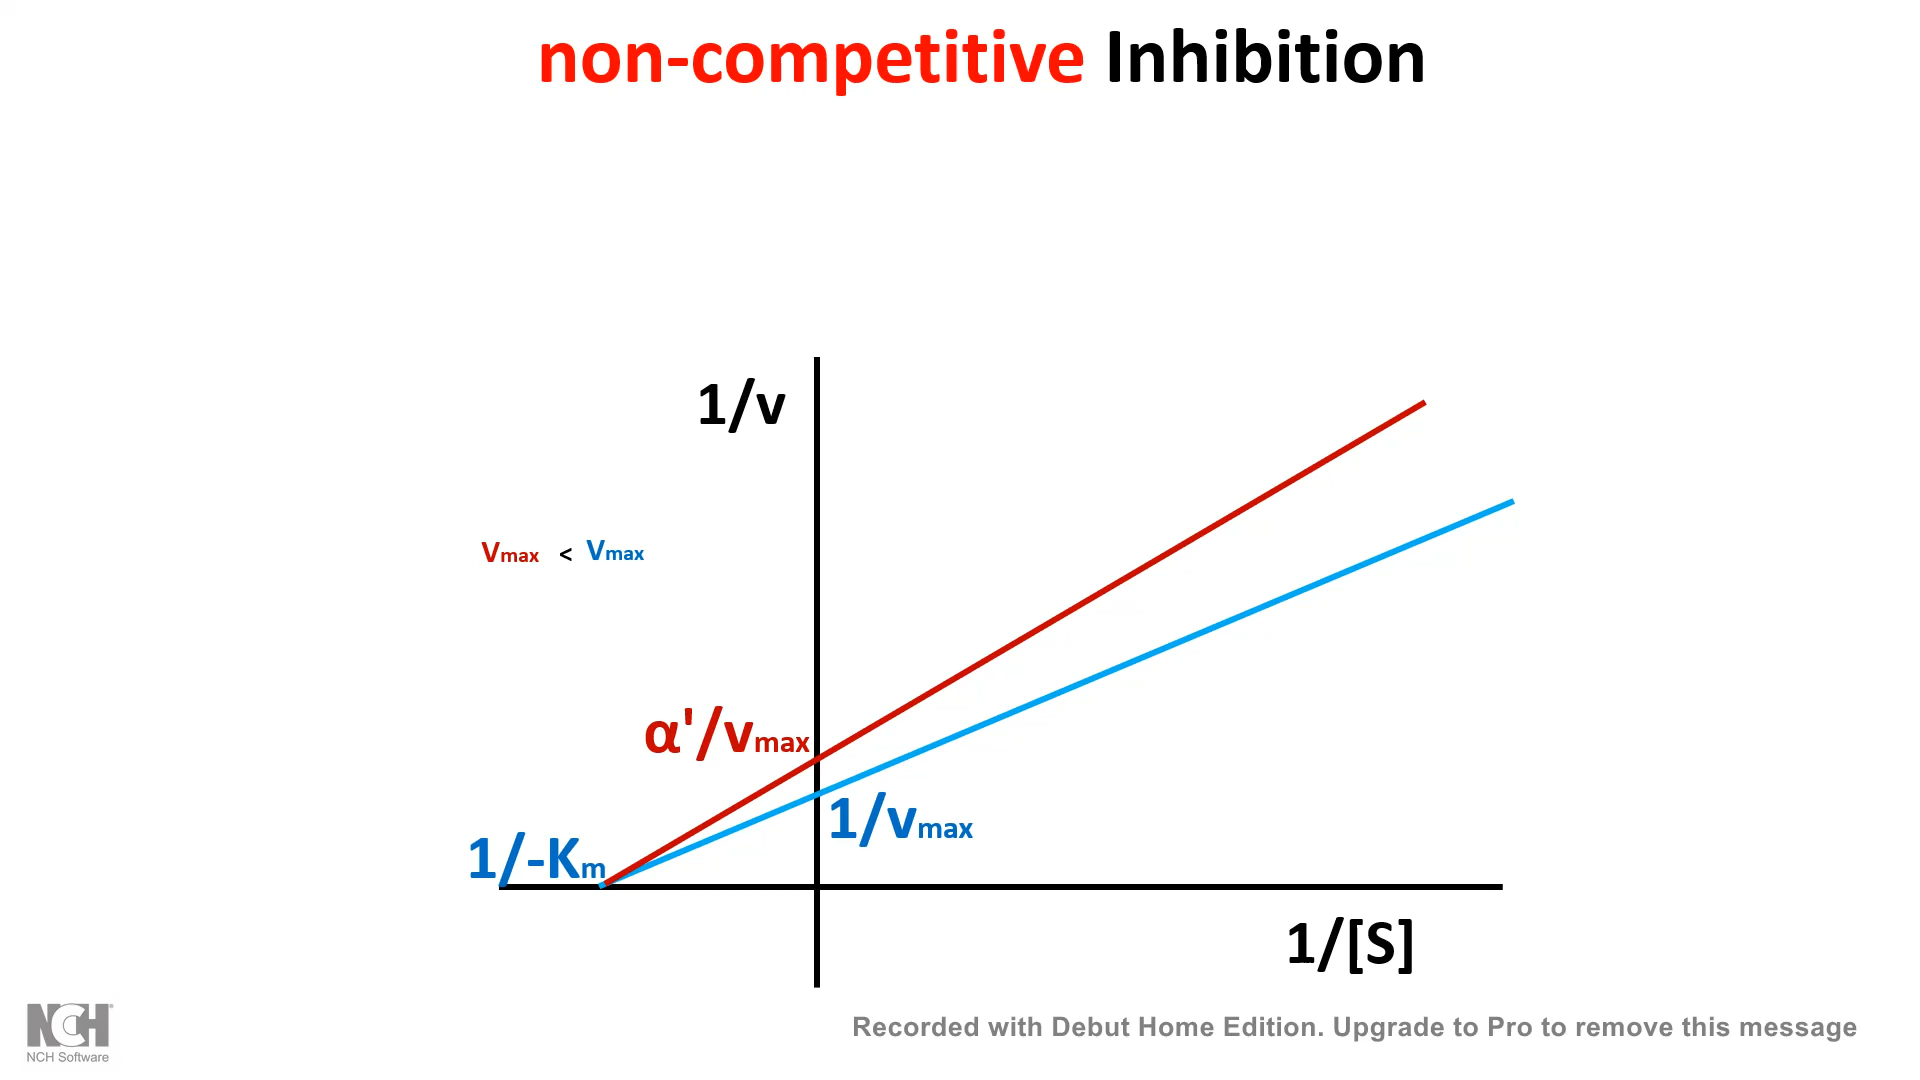 non-competitive Inhibition
1/v
Vmax < Vmax
α'/vmax
1/vmax
1/-Km
1/[S]
NCH®
NCH Software
Recorded with Debut Home Edition. Upgrade to Pro to remove this message